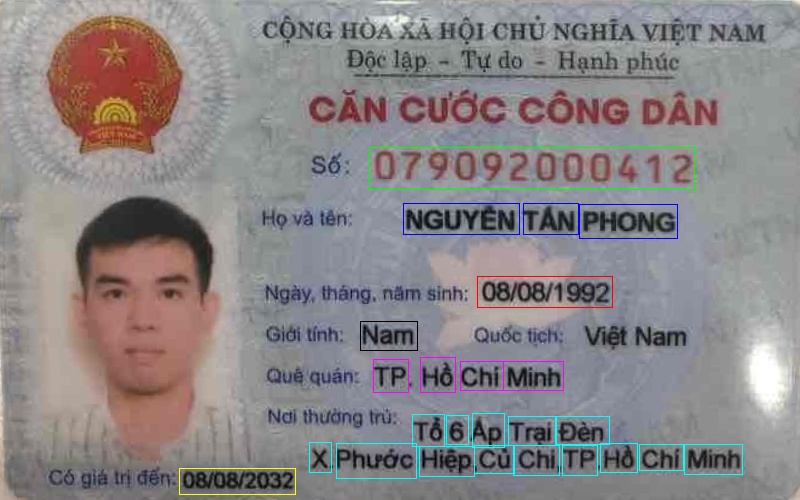 CỘNG HÒA XÃ HỘI CHỦ NGHĨA VIỆT NAM
Độc lập - Tự do - Hạnh phúc
CĂN CƯỚC CÔNG DÂN
Số: 079092000412
Họ và tên: NGUYỄN TẤN PHONG
Ngày, tháng, năm sinh: 08/08/1992
Giới tính: Nam Quốc tịch: Việt Nam
Quê quán: TP. Hồ Chí Minh
Nơi thường trú: Tổ 6 Ấp Trại Đèn
X. Phước Hiệp, Củ Chi, TP. Hồ Chí Minh
Có giá trị đến: 08/08/2032